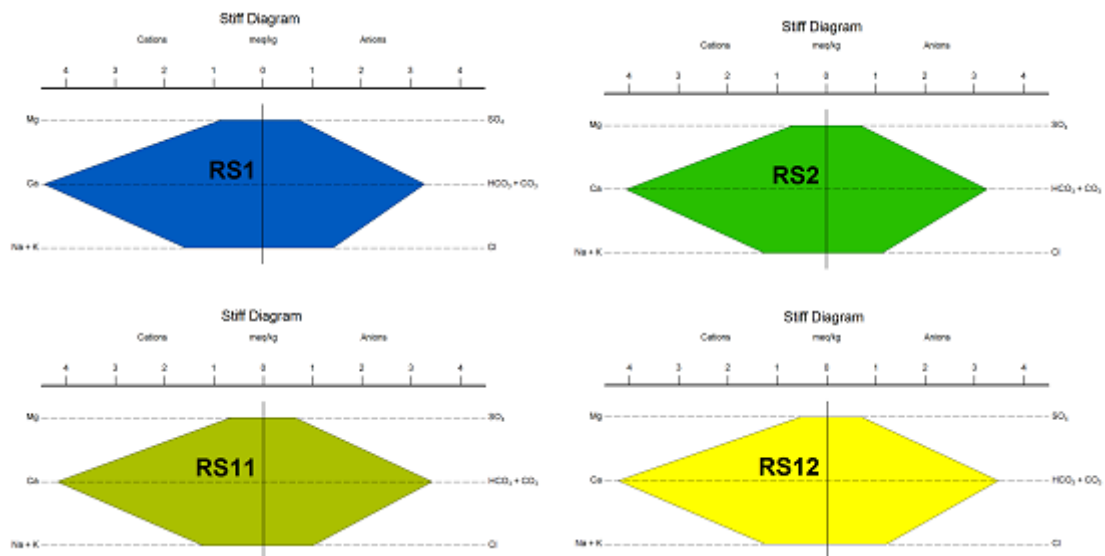 Stiff Diagram
Cations meq/kg Anions
4 3 2 1 0 1 2 3 4
Mg SO₄
RS1
Ca HCO₃ + CO₃
Na + K Cl
Stiff Diagram
Cations meq/kg Anions
4 3 2 1 0 1 2 3 4
Mg SO₄
RS2
Ca HCO₃ + CO₃
Na + K Cl
Stiff Diagram
Cations meq/kg Anions
4 3 2 1 0 1 2 3 4
Mg SO₄
RS11
CA HCO₃ + CO₃
Na + K Cl
Stiff Diagram
Cations meq/kg Anions
4 3 2 1 0 1 2 3 4
Mg SO₄
RS12
Ca HCO₃ + CO₃
Na + K Cl